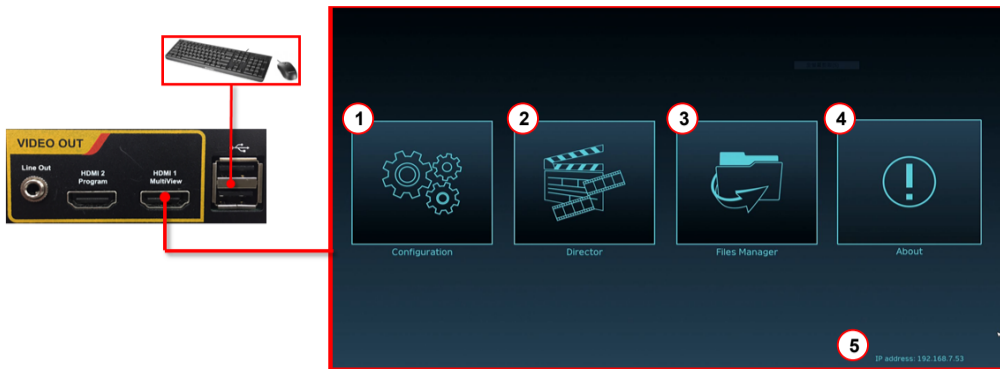 VIDEO OUT
Line Out
HDMI 2
Program
HDMI 1
MultiView
1
2
3
4
Configuration
Director
Files Manager
About
5
IP address: 192.168.7.53